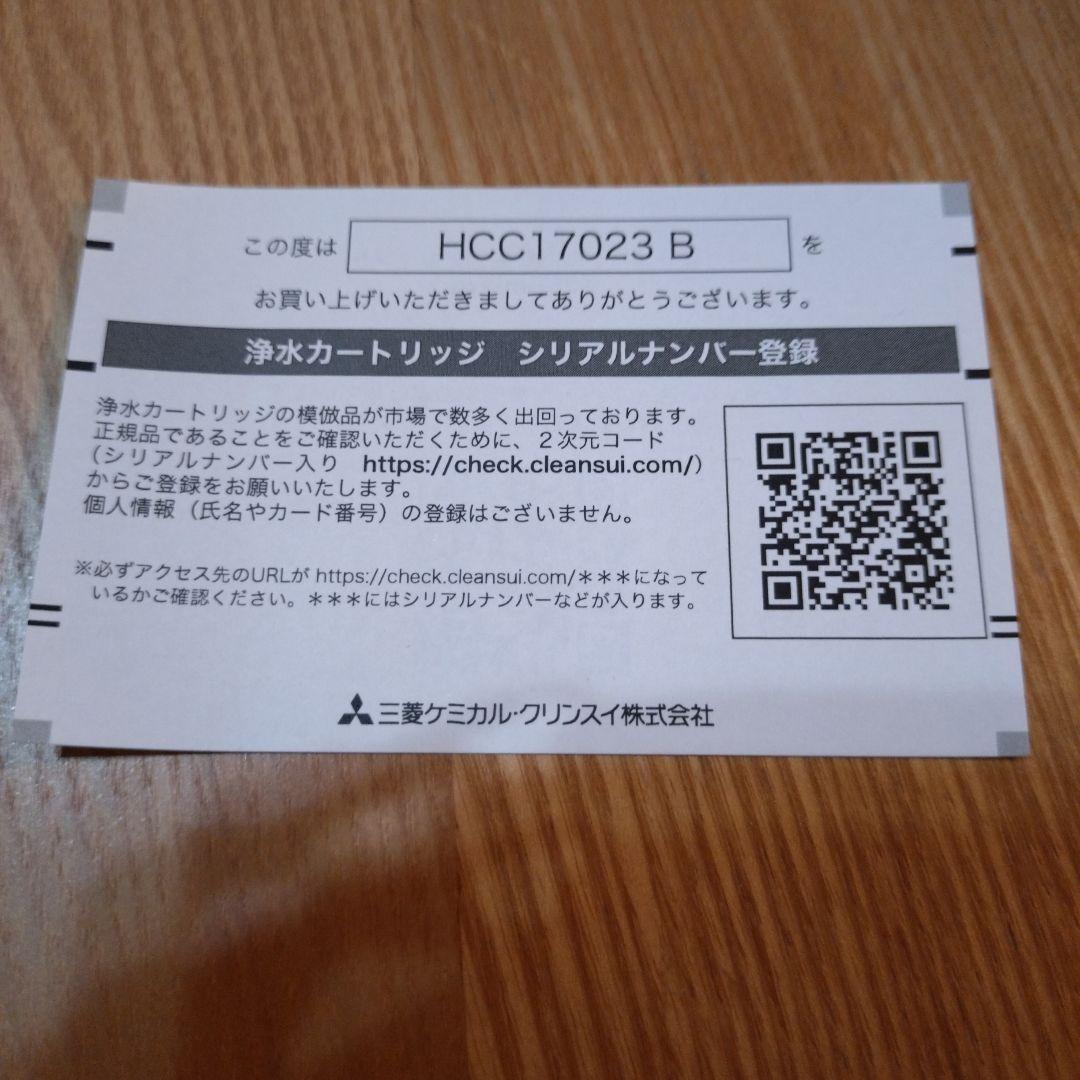 この度は HCC17023 B を
お買い上げいただきましてありがとうございます。
浄水カートリッジ シリアルナンバー登録
浄水カートリッジの模倣品が市場で数多く出回っております。
正規品であることをご確認いただくために、２次元コード
（シリアルナンバー入り https://check.cleansui.com/）
からご登録をお願いいたします。
個人情報（氏名やカード番号）の登録はございません。
※必ずアクセス先のURLが https://check.cleansui.com/＊＊＊になって
いるかご確認ください。＊＊＊にはシリアルナンバーなどが入ります。
三菱ケミカル・クリンスイ株式会社